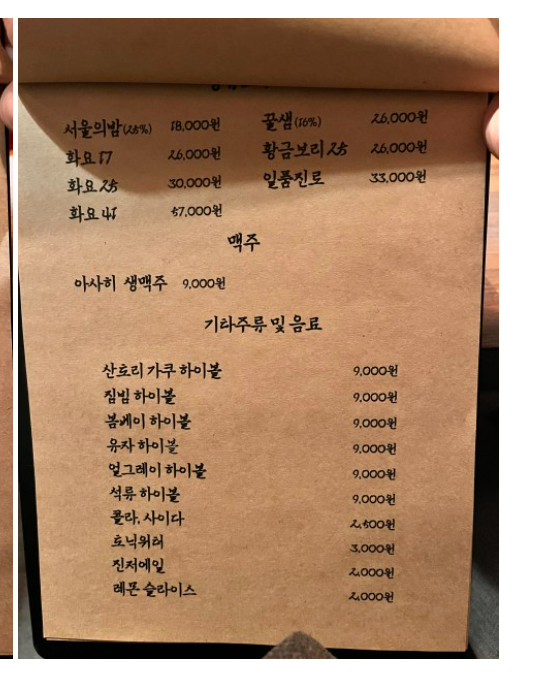 서울의밤(25%) 18,000원 꿀샘(16%) 26,000원
화요 17 26,000원 황금보리 25 26,000원
화요 25 30,000원 일품진로 33,000원
화요 41 57,000원
맥주
아사히 생맥주 9,000원
기타주류 및 음료
산토리 가쿠 하이볼 9,000원
짐빔 하이볼 9,000원
봄베이 하이볼 9,000원
유자 하이볼 9,000원
얼그레이 하이볼 9,000원
석류 하이볼 9,000원
콜라, 사이다 2,500원
토닉워터 3,000원
진저에일 2,000원
레몬 슬라이스 2,000원